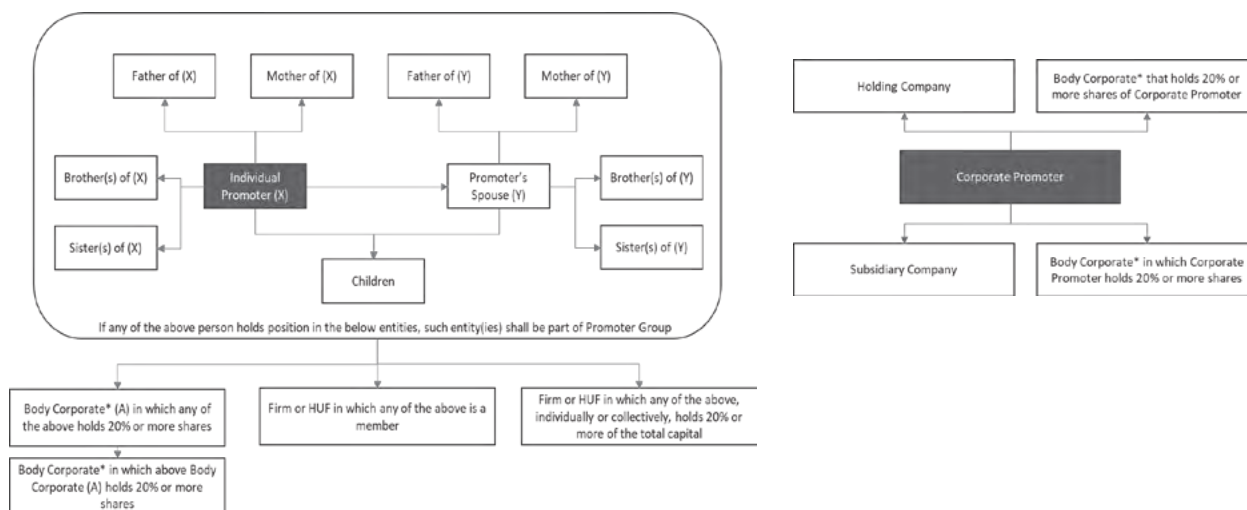 Father of (X)
Mother of (X)
Father of (Y)
Mother of (Y)
Brother(s) of (X)
Individual
Promoter (X)
Promoter's
Spouse (Y)
Brother(s) of (Y)
Sister(s) of (X)
Sister(s) of (Y)
Children
If any of the above person holds position in the below entities, such entity(ies) shall be part of Promoter Group
Body Corporate* (A) in which any of
the above holds 20% or more shares
Firm or HUF in which any of the above is a
member
Firm or HUF in which any of the above,
individually or collectively, holds 20% or
more of the total capital
Body Corporate* in which above Body
Corporate (A) holds 20% or more
shares
Holding Company
Body Corporate* that holds 20% or
more shares of Corporate Promoter
Corporate Promoter
Subsidiary Company
Body Corporate* in which Corporate
Promoter holds 20% or more shares